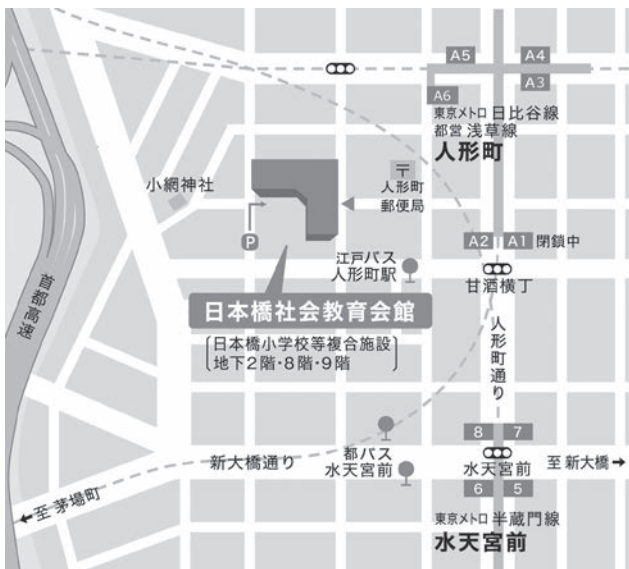 A5
A4
A3
A6
東京メトロ 日比谷線
都営 浅草線
人形町
〒
人形町
郵便局
小網神社
P
A2
A1
閉鎖中
江戸バス
人形町駅
甘酒横丁
首都高速
日本橋社会教育会館
日本橋小学校等複合施設
地下2階・8階・9階
人形町通り
8
7
都バス
水天宮前
新大橋通り
水天宮前
至 新大橋→
6
5
←至 茅場町
東京メトロ 半蔵門線
水天宮前